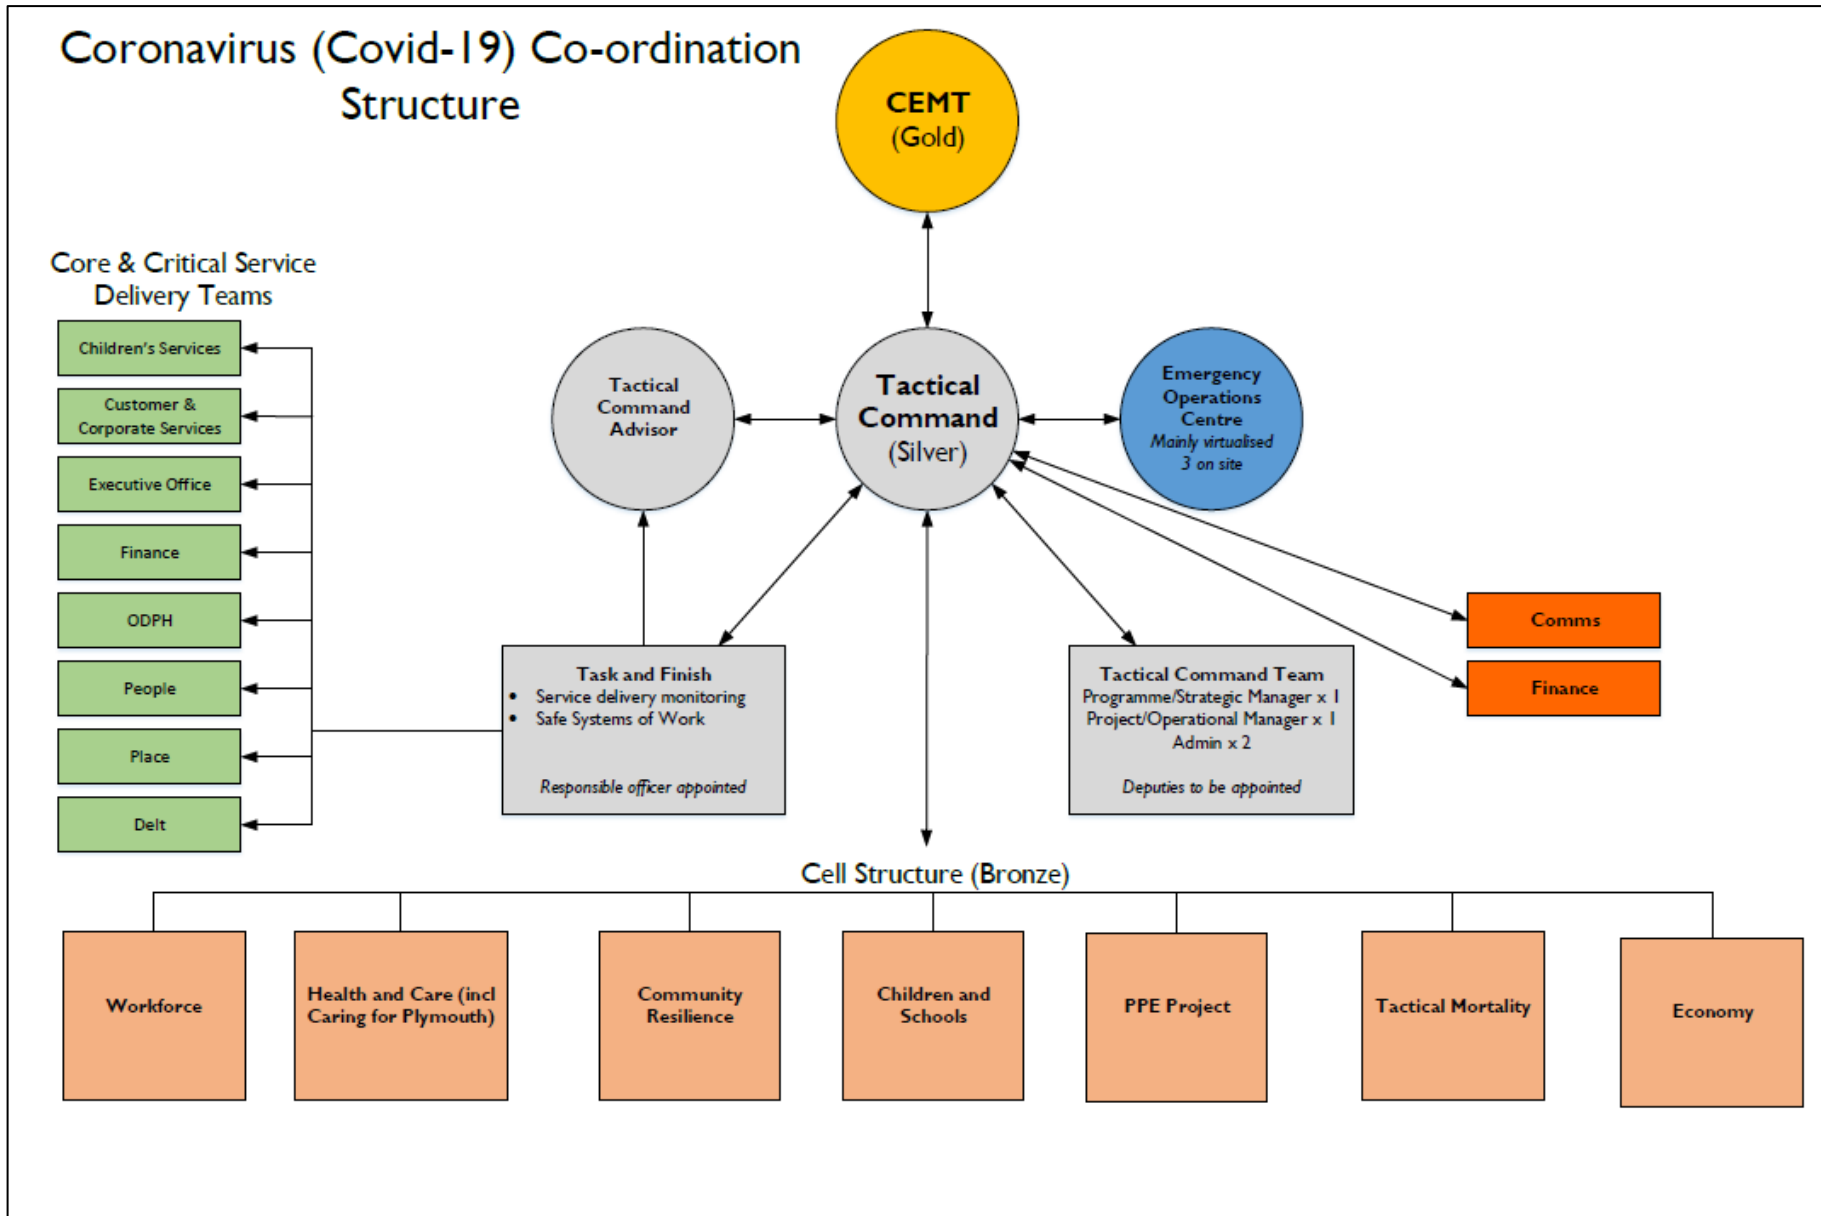 Coronavirus (Covid-19) Co-ordination
Structure
CEMT
(Gold)
Core & Critical Service
Delivery Teams
Children's Services
Customer &
Corporate Services
Executive Office
Finance
ODPH
People
Place
Delt
Tactical
Command
Advisor
Tactical
Command
(Silver)
Emergency
Operations
Centre
Mainly virtualised
3 on site
Task and Finish
• Service delivery monitoring
• Safe Systems of Work
Responsible officer appointed
Tactical Command Team
Programme/Strategic Manager x 1
Project/Operational Manager x 1
Admin x 2
Deputies to be appointed
Comms
Finance
Cell Structure (Bronze)
Workforce
Health and Care (incl
Caring for Plymouth)
Community
Resilience
Children and
Schools
PPE Project
Tactical Mortality
Economy